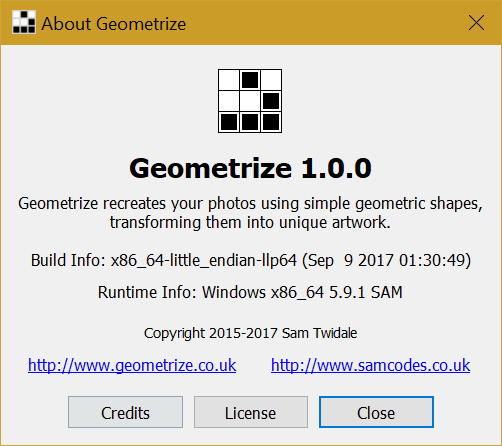 About Geometrize
Geometrize 1.0.0
Geometrize recreates your photos using simple geometric shapes,
transforming them into unique artwork.
Build Info: x86_64-little_endian-llp64 (Sep  9 2017 01:30:49)
Runtime Info: Windows x86_64 5.9.1 SAM
Copyright 2015-2017 Sam Twidale
http://www.geometrize.co.uk http://www.samcodes.co.uk
Credits License Close